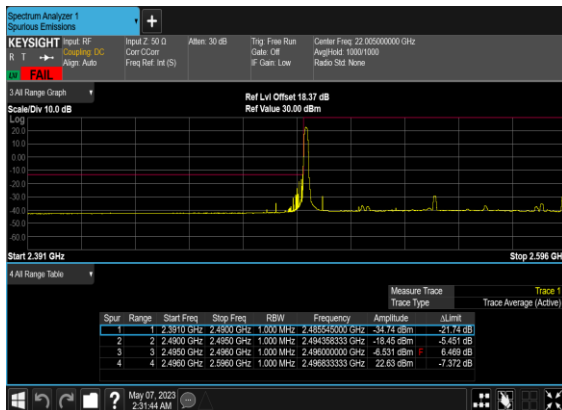 Spectrum Analyzer 1
Spurious Emissions
KEYSIGHT Input: RF Input Z: 50 Ω Atten: 30 dB Trig: Free Run Center Freq: 22.005000000 GHz
R T Coupling: DC Corr CCorr Gate: Off Avg|Hold: 1000/1000
Align: Auto Freq Ref: Int (S) IF Gain: Low Radio Std: None
LW FAIL
3 All Range Graph
Ref Lvl Offset 18.37 dB
Scale/Div 10.0 dB Ref Value 30.00 dBm
Log
20.0
10.0
0.00
-10.0
-20.0
-30.0
-40.0
-50.0
-60.0
Start 2.391 GHz Stop 2.596 GH
4 All Range Table
Measure Trace Trace 1
Trace Type Trace Average (Active)
Spur Range Start Freq Stop Freq RBW Frequency Amplitude ΔLimit
1 1 2.3910 GHz 2.4900 GHz 1.000 MHz 2.485545000 GHz -34.74 dBm -21.74 dB
2 2 2.4900 GHz 2.4950 GHz 1.000 MHz 2.494358333 GHz -18.45 dBm -5.451 dB
3 3 2.4950 GHz 2.4960 GHz 1.000 MHz 2.496000000 GHz -6.531 dBm F 6.469 dB
4 4 2.4960 GHz 2.5960 GHz 1.000 MHz 2.496833333 GHz 22.63 dBm -7.372 dB
May 07, 2023
2:31:44 AM